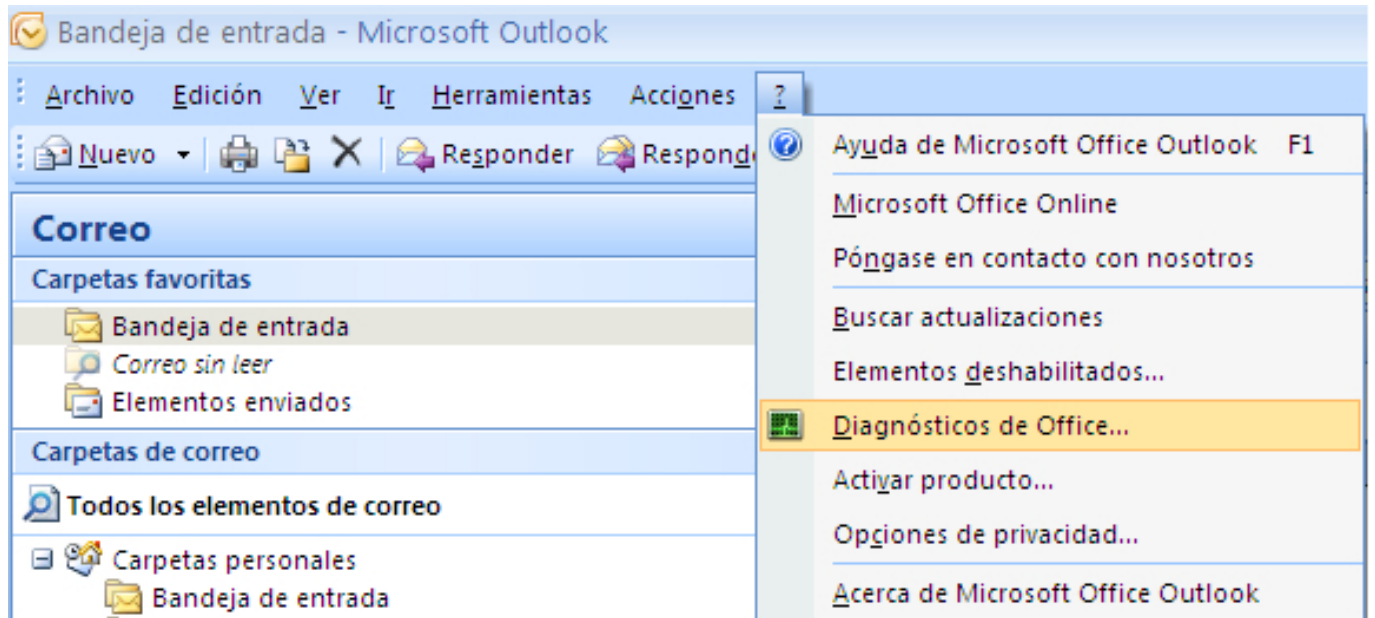 Bandeja de entrada - Microsoft Outlook
Archivo Edición Ver Ir Herramientas Acciones ?
Nuevo Responder Responde
Correo
Carpetas favoritas
Bandeja de entrada
Correo sin leer
Elementos enviados
Carpetas de correo
Todos los elementos de correo
Carpetas personales
Bandeja de entrada
Ayuda de Microsoft Office Outlook F1
Microsoft Office Online
Póngase en contacto con nosotros
Buscar actualizaciones
Elementos deshabilitados...
Diagnósticos de Office...
Activar producto...
Opciones de privacidad...
Acerca de Microsoft Office Outlook